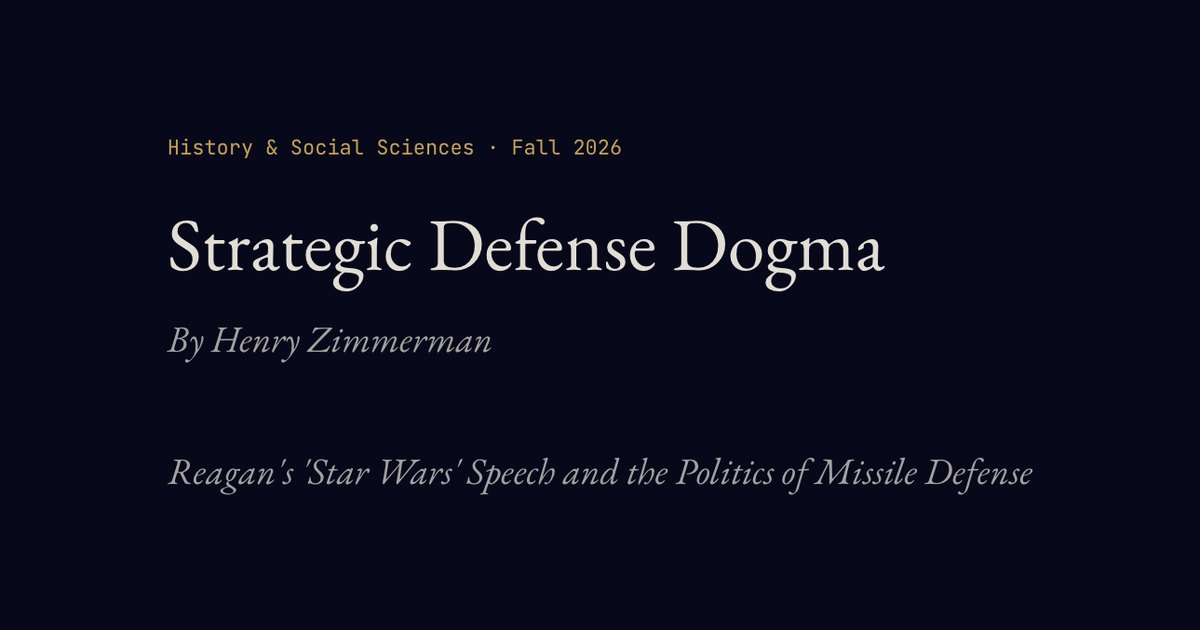 History & Social Sciences · Fall 2026
Strategic Defense Dogma
By Henry Zimmerman
Reagan's 'Star Wars' Speech and the Politics of Missile Defense